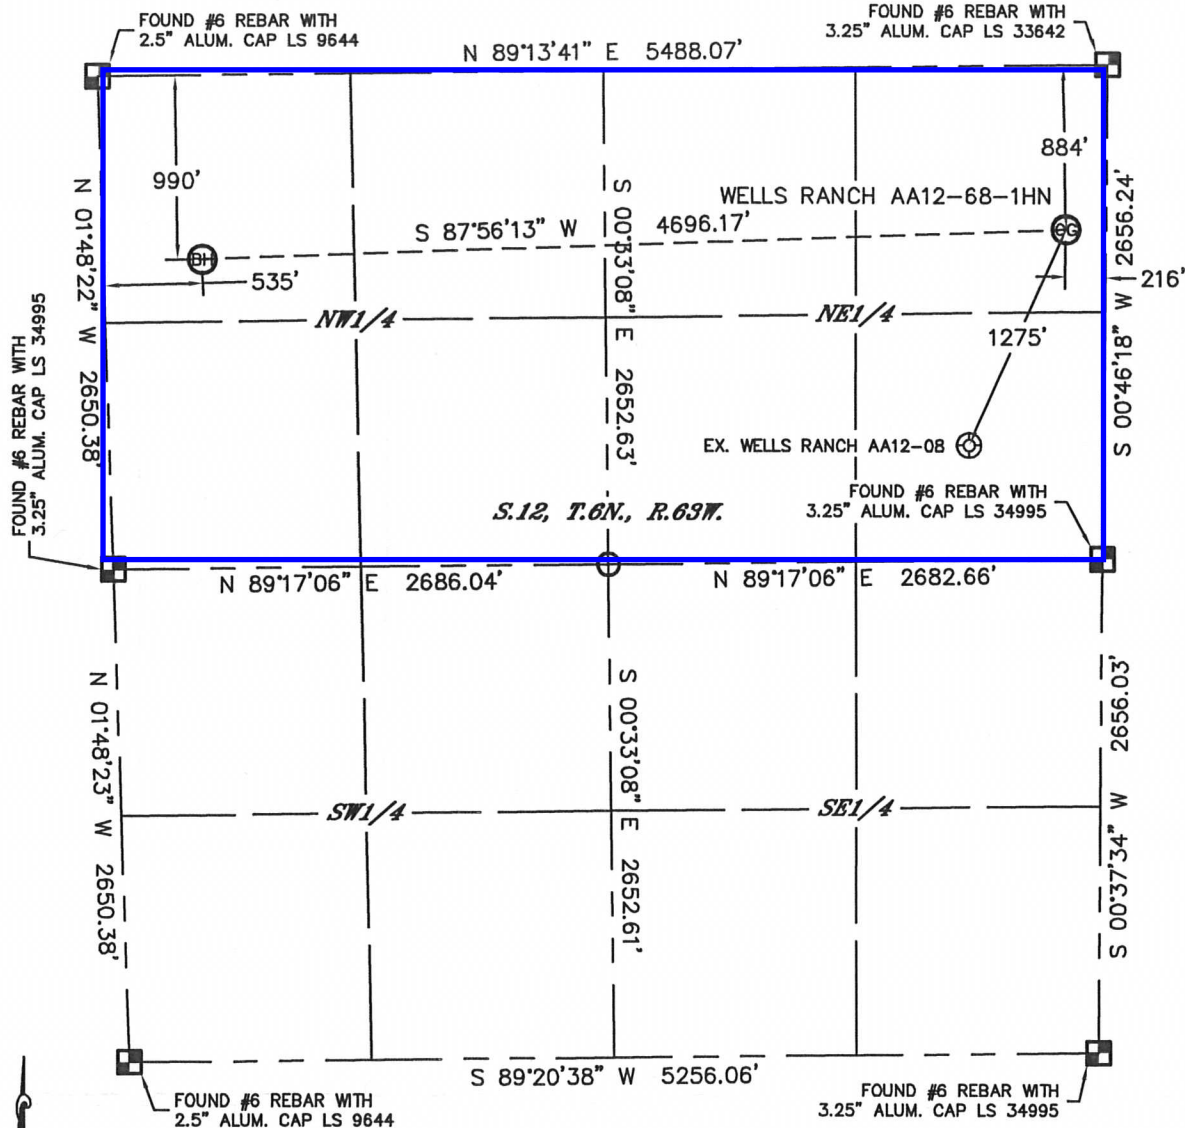 FOUND #6 REBAR WITH
2.5" ALUM. CAP LS 9644
FOUND #6 REBAR WITH
3.25" ALUM. CAP LS 33642
N 89°13'41" E 5488.07'
990'
884'
WELLS RANCH AA12-68-1HN
S 87°56'13" W 4696.17'
BH
535'
216'
N 01°48'22" W 2650.38'
S 00°33'08" E 2652.63'
S 00°46'18" W 2656.24'
NW1/4
NE1/4
1275'
FOUND #6 REBAR WITH
3.25" ALUM. CAP LS 34995
EX. WELLS RANCH AA12-08
FOUND #6 REBAR WITH
3.25" ALUM. CAP LS 34995
S.12, T.6N., R.63W.
N 89°17'06" E 2686.04'
N 89°17'06" E 2682.66'
N 01°48'23" W 2650.38'
S 00°33'08" E 2652.61'
S 00°37'34" W 2656.03'
SW1/4
SE1/4
S 89°20'38" W 5256.06'
FOUND #6 REBAR WITH
2.5" ALUM. CAP LS 9644
FOUND #6 REBAR WITH
3.25" ALUM. CAP LS 34995